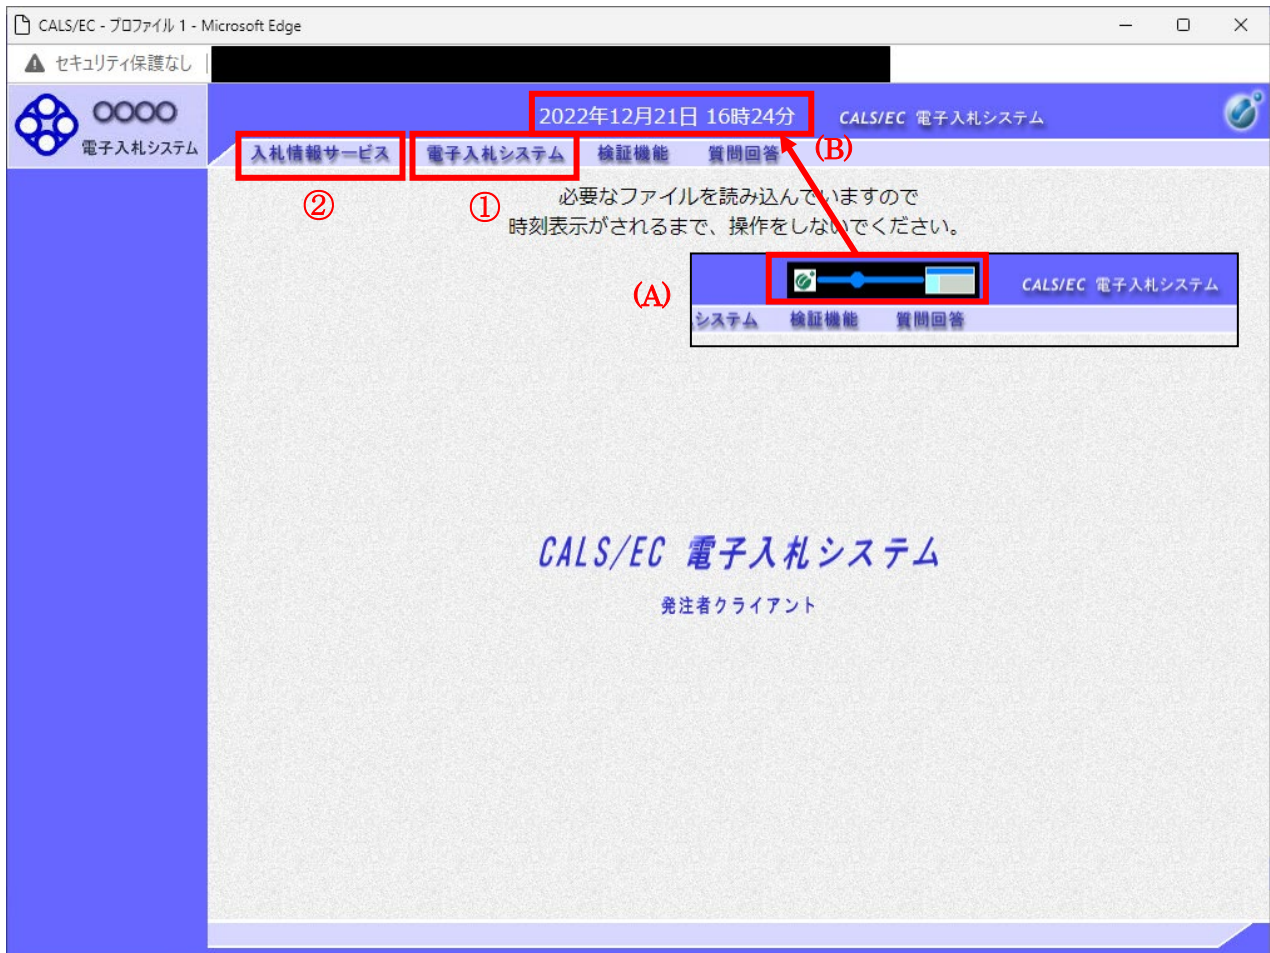 CALS/EC - プロファイル 1 - Microsoft Edge
セキュリティ保護なし
OOOO
電子入札システム
2022年12月21日 16時24分
CALS/EC 電子入札システム
入札情報サービス 電子入札システム 検証機能 質問回答
(B)
② ①
必要なファイルを読み込んでいますので
時刻表示がされるまで、操作をしないでください。
(A)
CALS/EC 電子入札システム
システム 検証機能 質問回答
CALS/EC 電子入札システム
発注者クライアント